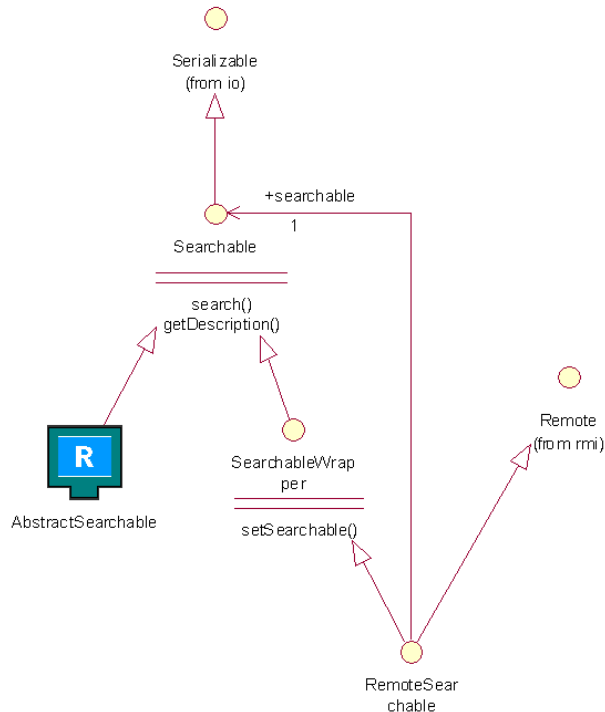 Serializable
(from io)
+searchable
1
Searchable
search()
getDescription()
Remote
(from rmi)
R
SearchableWrap
per
AbstractSearchable
setSearchable()
RemoteSear
chable